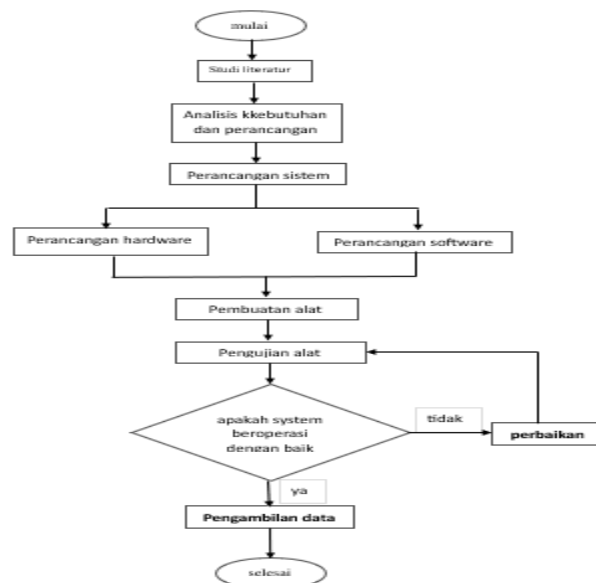 mulai
Studi literatur
Analisis kkebutuhan
dan perancangan
Perancangan sistem
Perancangan hardware
Perancangan software
Pembuatan alat
Pengujian alat
apakah system
beroperasi
dengan baik
tidak
perbaikan
ya
Pengambilan data
selesai